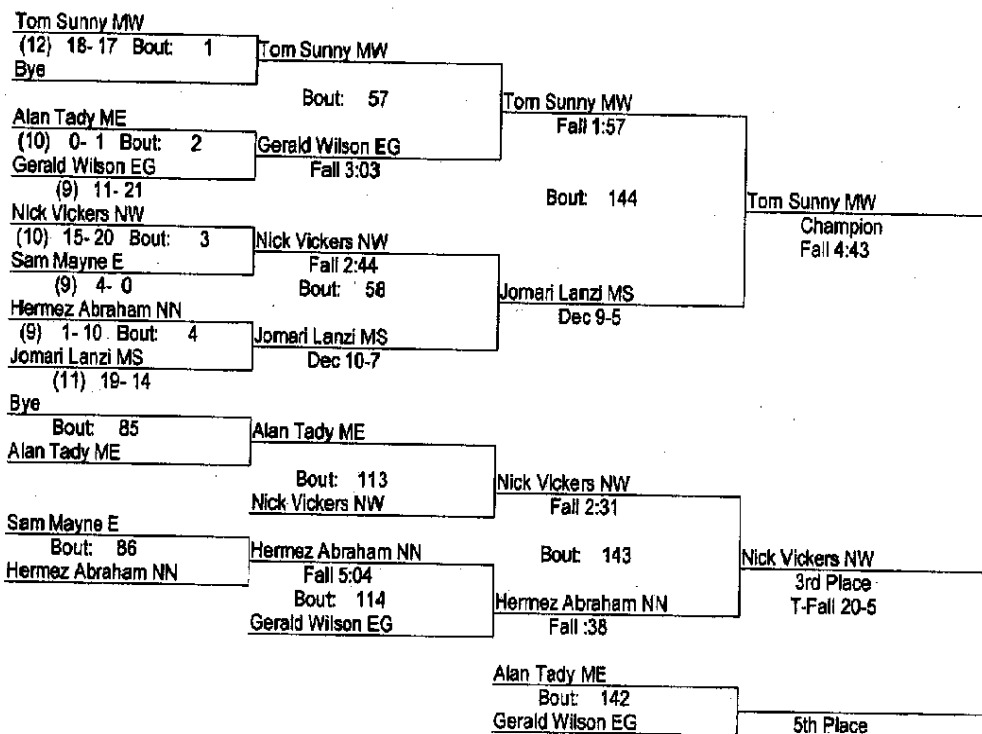 Tom Sunny MW
(12) 18-17 Bout: 1
Bye
Tom Sunny MW
Bout: 57
Alan Tady ME
(10) 0-1 Bout: 2
Gerald Wilson EG
(9) 11-21
Gerald Wilson EG
Fall 3:03
Tom Sunny MW
Fall 1:57
Bout: 144
Nick Vickers NW
(10) 15-20 Bout: 3
Sam Mayne E
(9) 4-0
Nick Vickers NW
Fall 2:44
Bout: 58
Hermez Abraham NN
(9) 1-10 Bout: 4
Jomari Lanzi MS
(11) 19-14
Jomari Lanzi MS
Dec 10-7
Jomari Lanzi MS
Dec 9-5
Tom Sunny MW
Champion
Fall 4:43
Bye
Bout: 85
Alan Tady ME
Alan Tady ME
Bout: 113
Nick Vickers NW
Nick Vickers NW
Fall 2:31
Bout: 143
Sam Mayne E
Bout: 86
Hermez Abraham NN
Hermez Abraham NN
Fall 5:04
Bout: 114
Gerald Wilson EG
Hermez Abraham NN
Fall :38
Nick Vickers NW
3rd Place
T-Fall 20-5
Alan Tady ME
Bout: 142
Gerald Wilson EG
5th Place